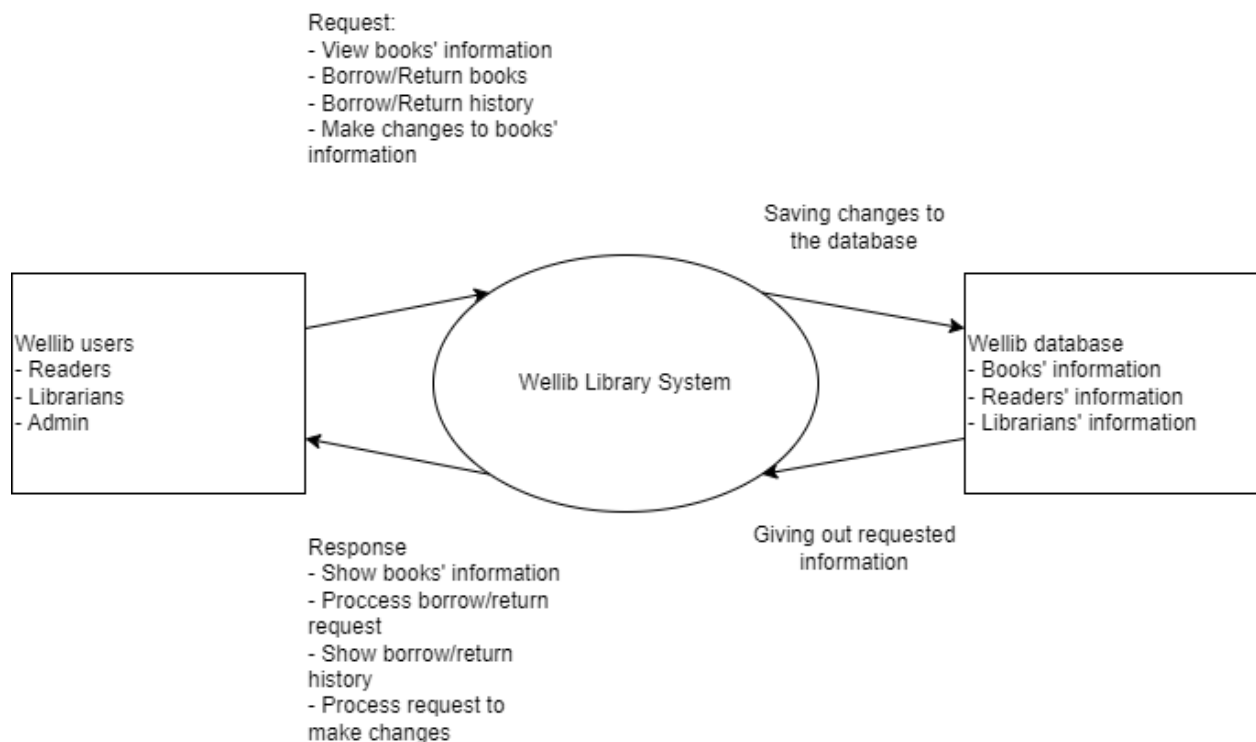 Request:
- View books' information
- Borrow/Return books
- Borrow/Return history
- Make changes to books'
information
Saving changes to
the database
Wellib users
- Readers
- Librarians
- Admin
Wellib Library System
Wellib database
- Books' information
- Readers' information
- Librarians' information
Response
- Show books' information
- Proccess borrow/return
request
- Show borrow/return
history
- Process request to
make changes
Giving out requested
information